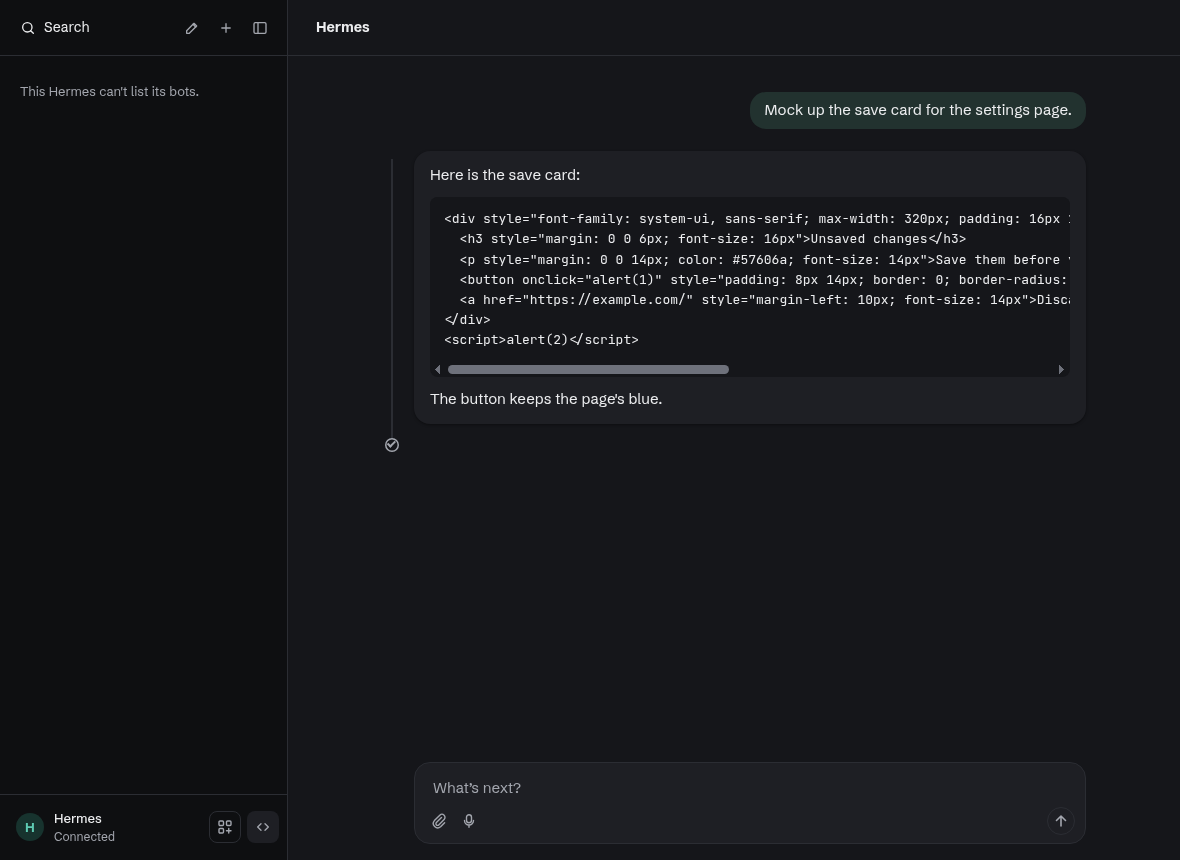 Search
Hermes
This Hermes can't list its bots.
Mock up the save card for the settings page.
Here is the save card:
<div style="font-family: system-ui, sans-serif; max-width: 320px; padding: 16px
  <h3 style="margin: 0 0 6px; font-size: 16px">Unsaved changes</h3>
  <p style="margin: 0 0 14px; color: #57606a; font-size: 14px">Save them before
  <button onclick="alert(1)" style="padding: 8px 14px; border: 0; border-radius:
  <a href="https://example.com/" style="margin-left: 10px; font-size: 14px">Disca
</div>
<script>alert(2)</script>
The button keeps the page's blue.
What's next?
H
Hermes
Connected